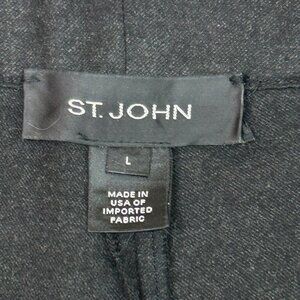 ST. JOHN
L
MADE IN
USA OF
IMPORTED
FABRIC